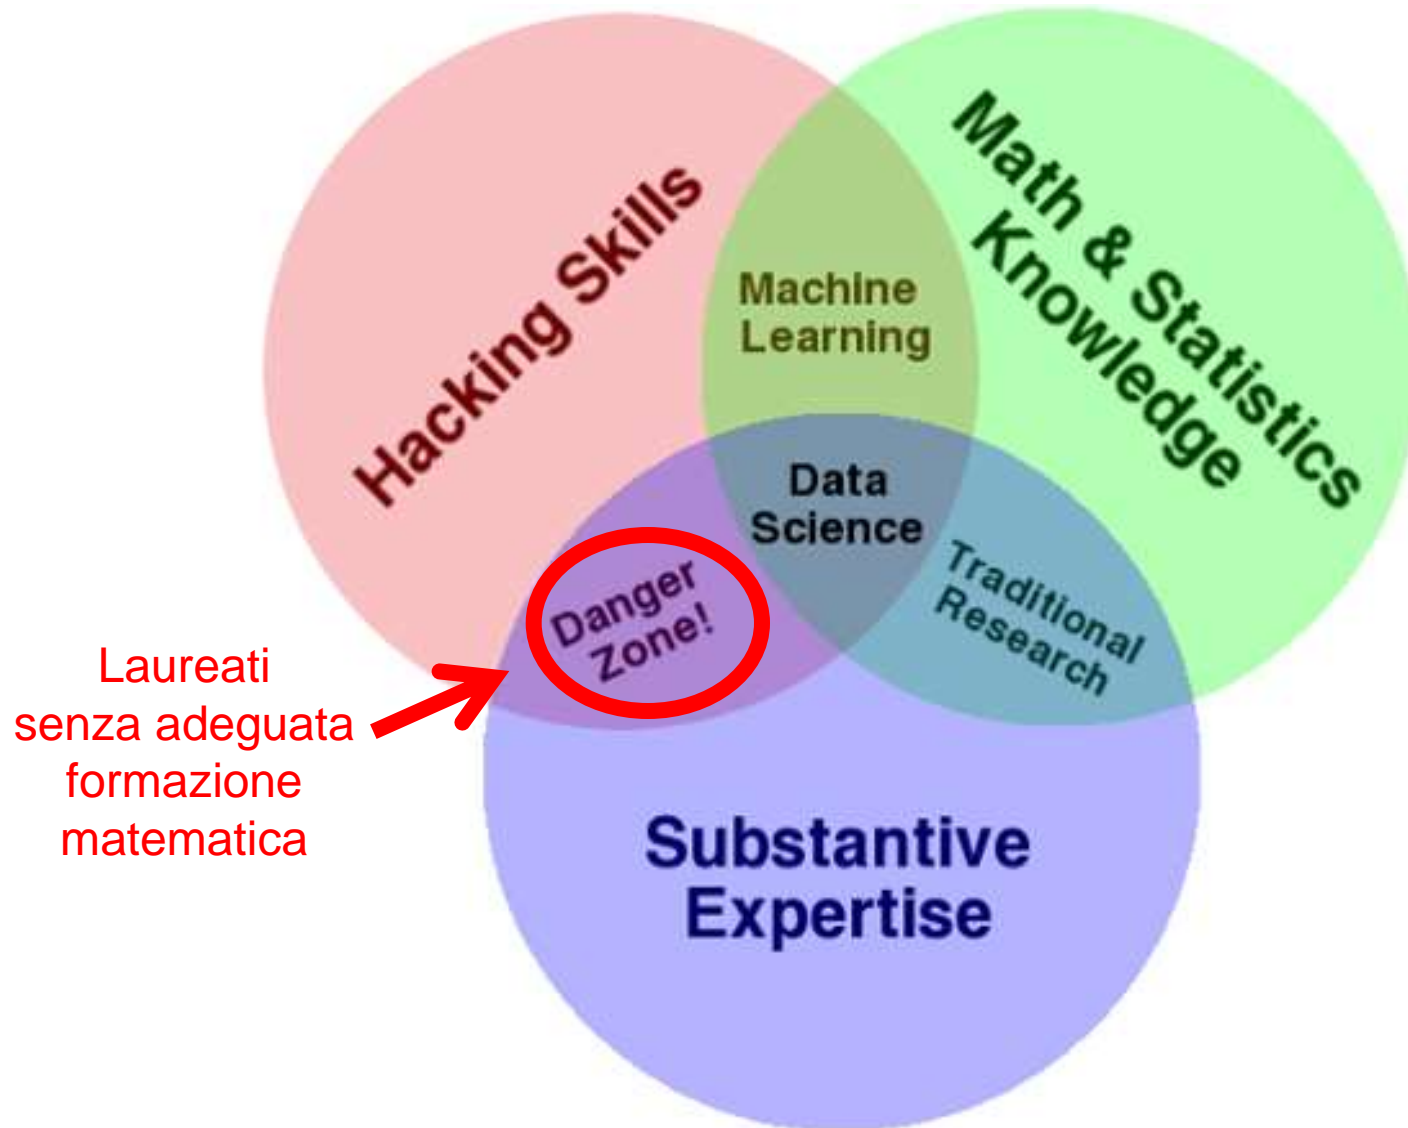 Hacking Skills
Math & Statistics
Knowledge
Machine
Learning
Data
Science
Danger
Zone!
Traditional
Research
Laureati
senza adeguata
formazione
matematica
Substantive
Expertise